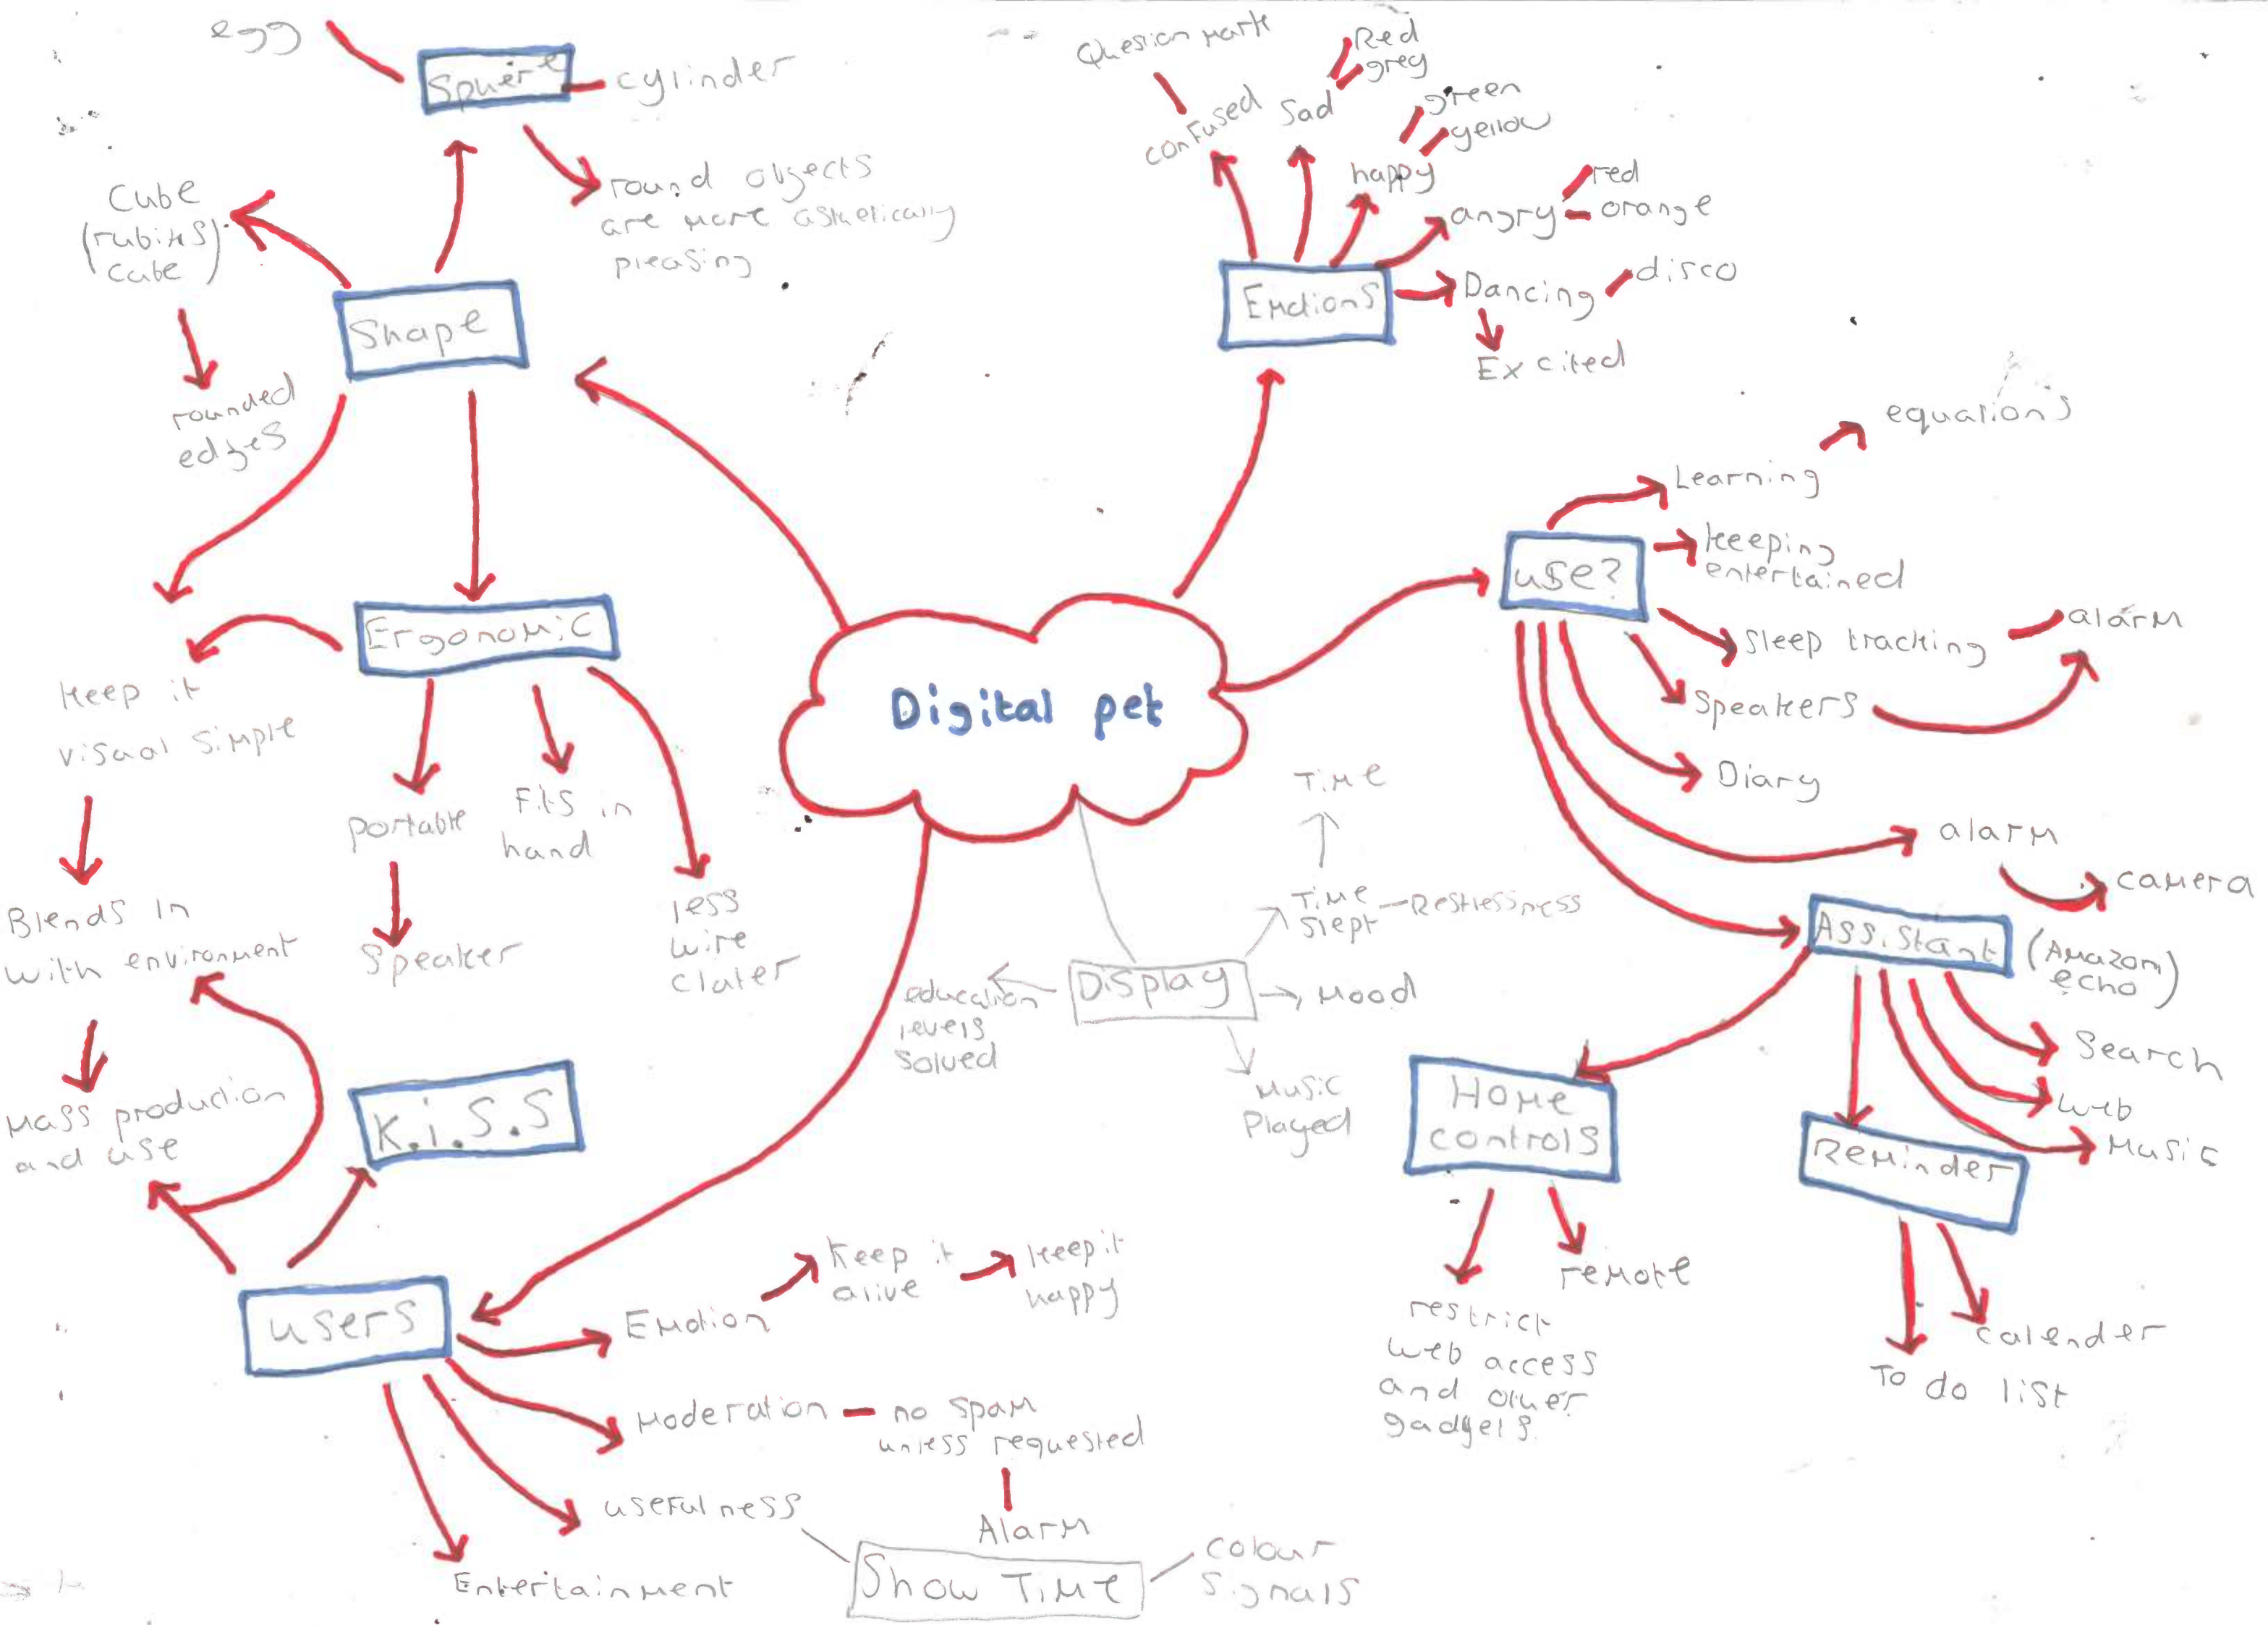 egg
Sphere
cylinder
round objects
are more asthetically
pleasing
Cube
(rubiks)
cube
rounded
edges
Shape
Quesion mark
confused
Sad
Red
grey
happy
green
yellow
angry
red
orange
Dancing
disco
Excited
Emotions
equations
Learning
use?
keeping
entertained
Sleep tracking
alarm
Speakers
Diary
alarm
camera
Assistant
(Amazon
echo)
Search
web
Music
Reminder
calender
To do list
Home
controls
remote
restrict
web access
and other
gadgets.
Digital pet
Ergonomic
keep it
visual simple
portable
Fits in
hand
Speaker
less
wire
clater
Blends in
with environment
Mass production
and use
Time
Time
slept
Restlessness
Display
Mood
education
levels
solved
Music
Played
K.i.S.S
users
Emotion
Keep it
alive
keep it
happy
Moderation - no spam
unless requested
Alarm
usefulness
Show Time
colour
signals
Entertainment